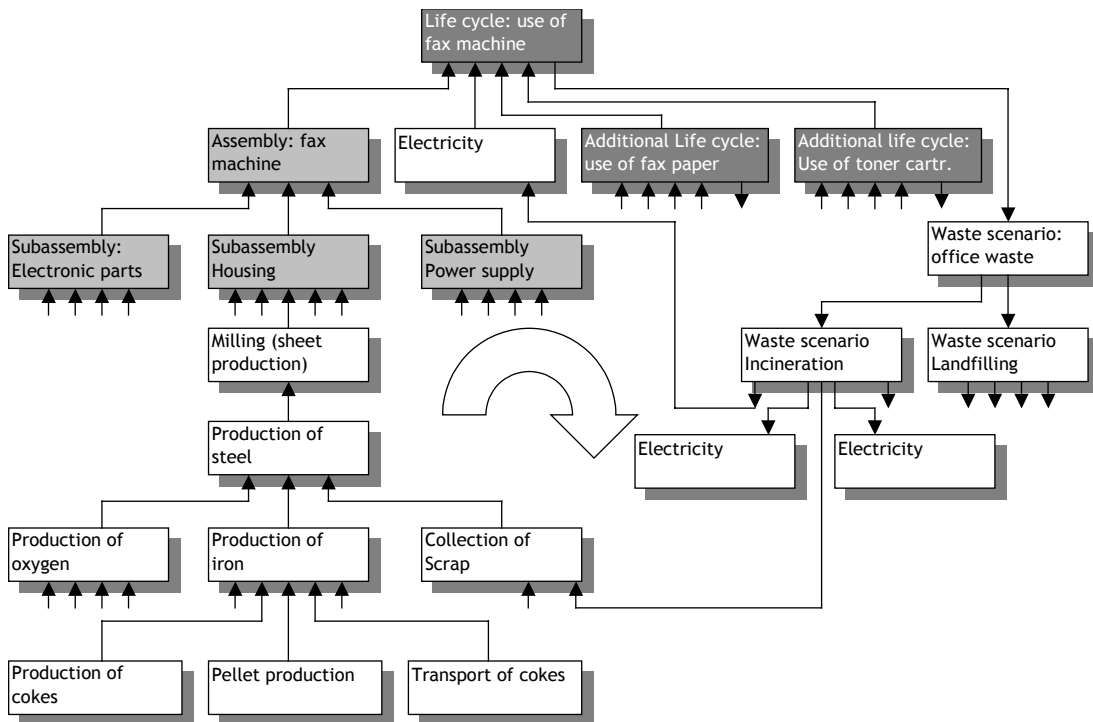 Life cycle: use of
fax machine
Assembly: fax
machine
Electricity
Additional Life cycle:
use of fax paper
Additional life cycle:
Use of toner cartr.
Subassembly:
Electronic parts
Subassembly
Housing
Subassembly
Power supply
Waste scenario:
office waste
Milling (sheet
production)
Waste scenario
Incineration
Waste scenario
Landfilling
Production of
steel
Electricity
Electricity
Production of
oxygen
Production of
iron
Collection of
Scrap
Production of
cokes
Pellet production
Transport of cokes